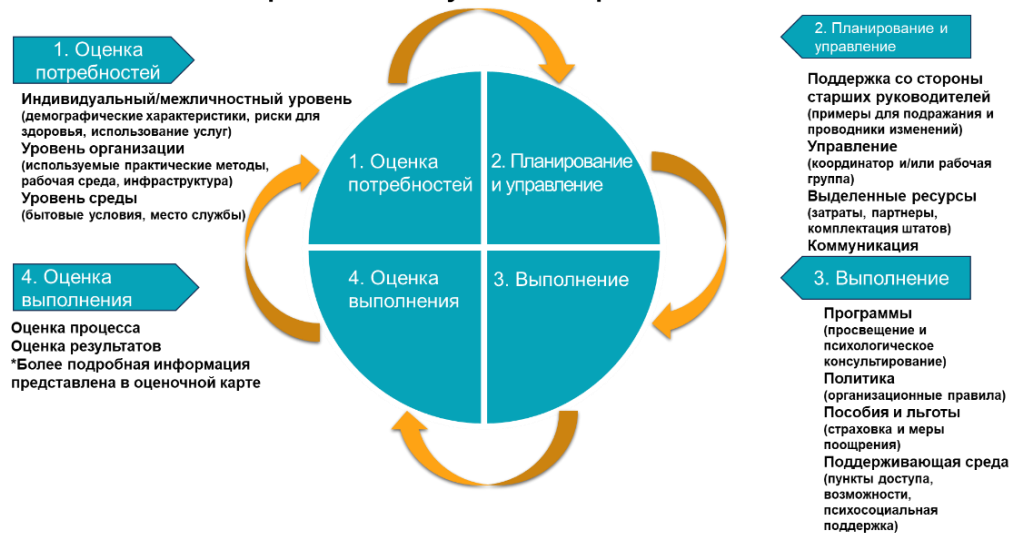 1. Оценка
потребностей
Индивидуальный/межличностный уровень
(демографические характеристики, риски для
здоровья, использование услуг)
Уровень организации
(используемые практические методы,
рабочая среда, инфраструктура)
Уровень среды
(бытовые условия, место службы)
2. Планирование и
управление
Поддержка со стороны
старших руководителей
(примеры для подражания и
проводники изменений)
Управление
(координатор и/или рабочая
группа)
Выделенные ресурсы
(затраты, партнеры,
комплектация штатов)
Коммуникация
1. Оценка
потребностей
2. Планирование
и управление
4. Оценка
выполнения
3. Выполнение
4. Оценка
выполнения
Оценка процесса
Оценка результатов
*Более подробная информация
представлена в оценочной карте
3. Выполнение
Программы
(просвещение и
психологическое
консультирование)
Политика
(организационные правила)
Пособия и льготы
(страховка и меры
поощрения)
Поддерживающая среда
(пункты доступа,
возможности,
психосоциальная
поддержка)